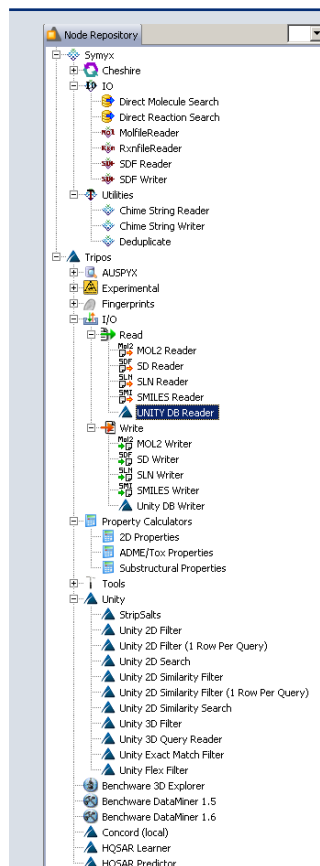 Node Repository
Symyx
Cheshire
IO
Direct Molecule Search
Direct Reaction Search
MolfileReader
RxnfileReader
SDF Reader
SDF Writer
Utilities
Chime String Reader
Chime String Writer
Deduplicate
Tripos
AUSPYX
Experimental
Fingerprints
I/O
Read
MOL2 Reader
SD Reader
SLN Reader
SMILES Reader
UNITY DB Reader
Write
MOL2 Writer
SD Writer
SLN Writer
SMILES Writer
Unity DB Writer
Property Calculators
2D Properties
ADME/Tox Properties
Substructural Properties
Tools
Unity
StripSalts
Unity 2D Filter
Unity 2D Filter (1 Row Per Query)
Unity 2D Search
Unity 2D Similarity Filter
Unity 2D Similarity Filter (1 Row Per Query)
Unity 2D Similarity Search
Unity 3D Filter
Unity 3D Query Reader
Unity Exact Match Filter
Unity Flex Filter
Benchware 3D Explorer
Benchware DataMiner 1.5
Benchware DataMiner 1.6
Concord (local)
HQSAR Learner
HQSAR Predictor